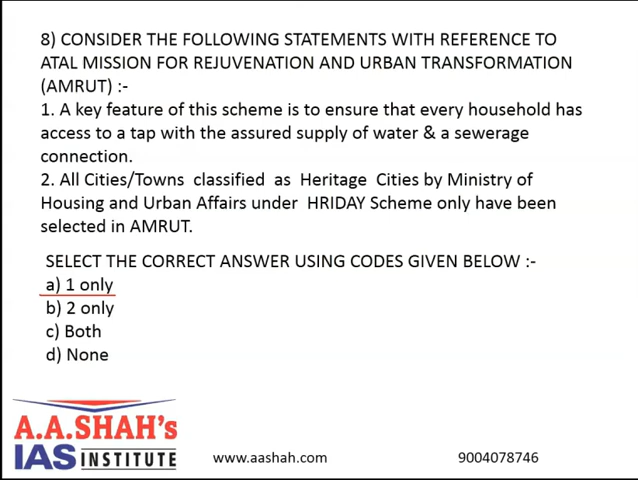 8) CONSIDER THE FOLLOWING STATEMENTS WITH REFERENCE TO
ATAL MISSION FOR REJUVENATION AND URBAN TRANSFORMATION
(AMRUT) :-
1. A key feature of this scheme is to ensure that every household has
access to a tap with the assured supply of water & a sewerage
connection.
2. All Cities/Towns classified as Heritage Cities by Ministry of
Housing and Urban Affairs under HRIDAY Scheme only have been
selected in AMRUT.
SELECT THE CORRECT ANSWER USING CODES GIVEN BELOW :-
a) 1 only
b) 2 only
c) Both
d) None
A.A.SHAH's
IAS INSTITUTE
www.aashah.com
9004078746